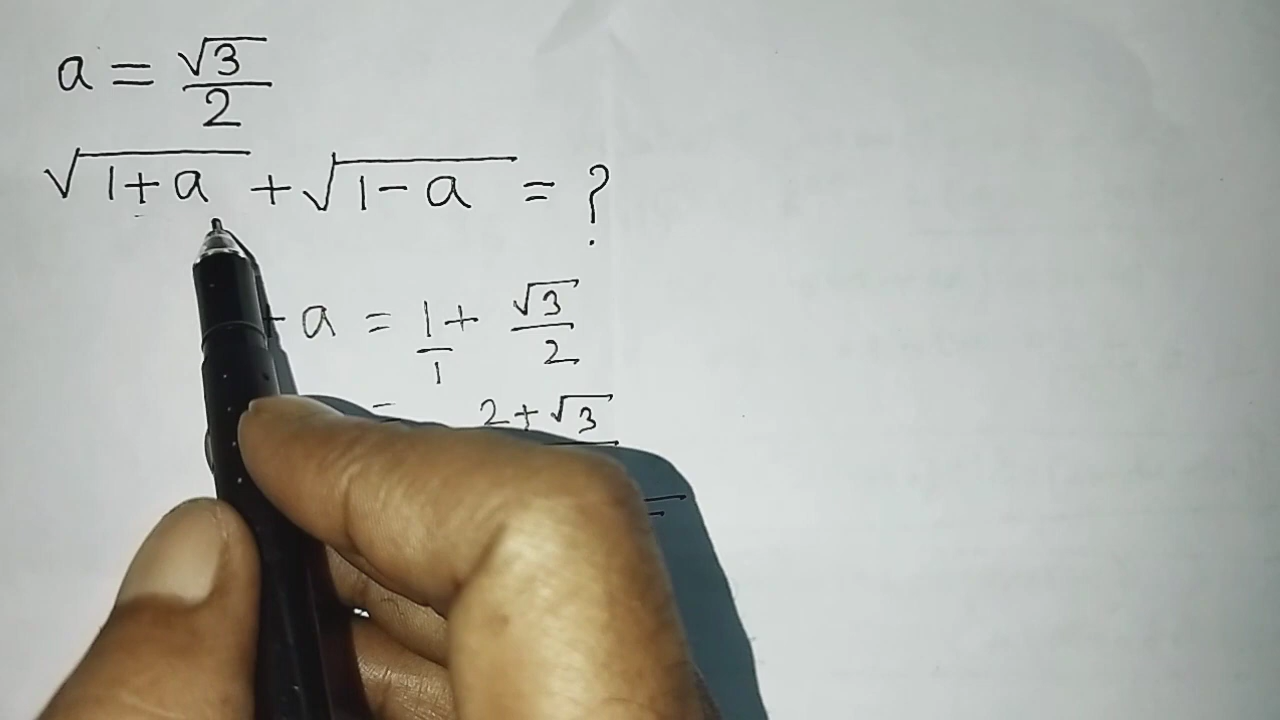 a = √3/2
√(1+a) + √(1-a) = ?
+ a = 1/1 + √3/2
= 2+√3